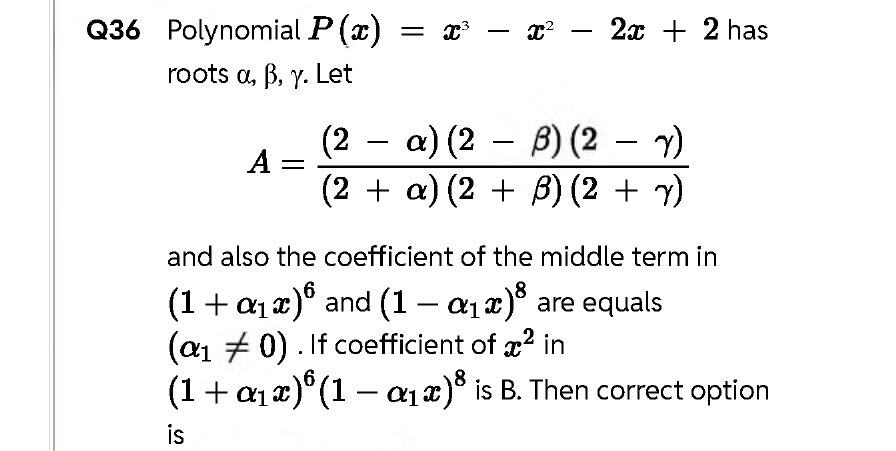 Q36 Polynomial P(x) = x³ − x² − 2x + 2 has
roots α, β, γ. Let
A = (2 − α)(2 − β)(2 − γ) / (2 + α)(2 + β)(2 + γ)
and also the coefficient of the middle term in
(1 + α₁x)⁶ and (1 − α₁x)⁸ are equals
(α₁ ≠ 0) . If coefficient of x² in
(1 + α₁x)⁶(1 − α₁x)⁸ is B. Then correct option
is